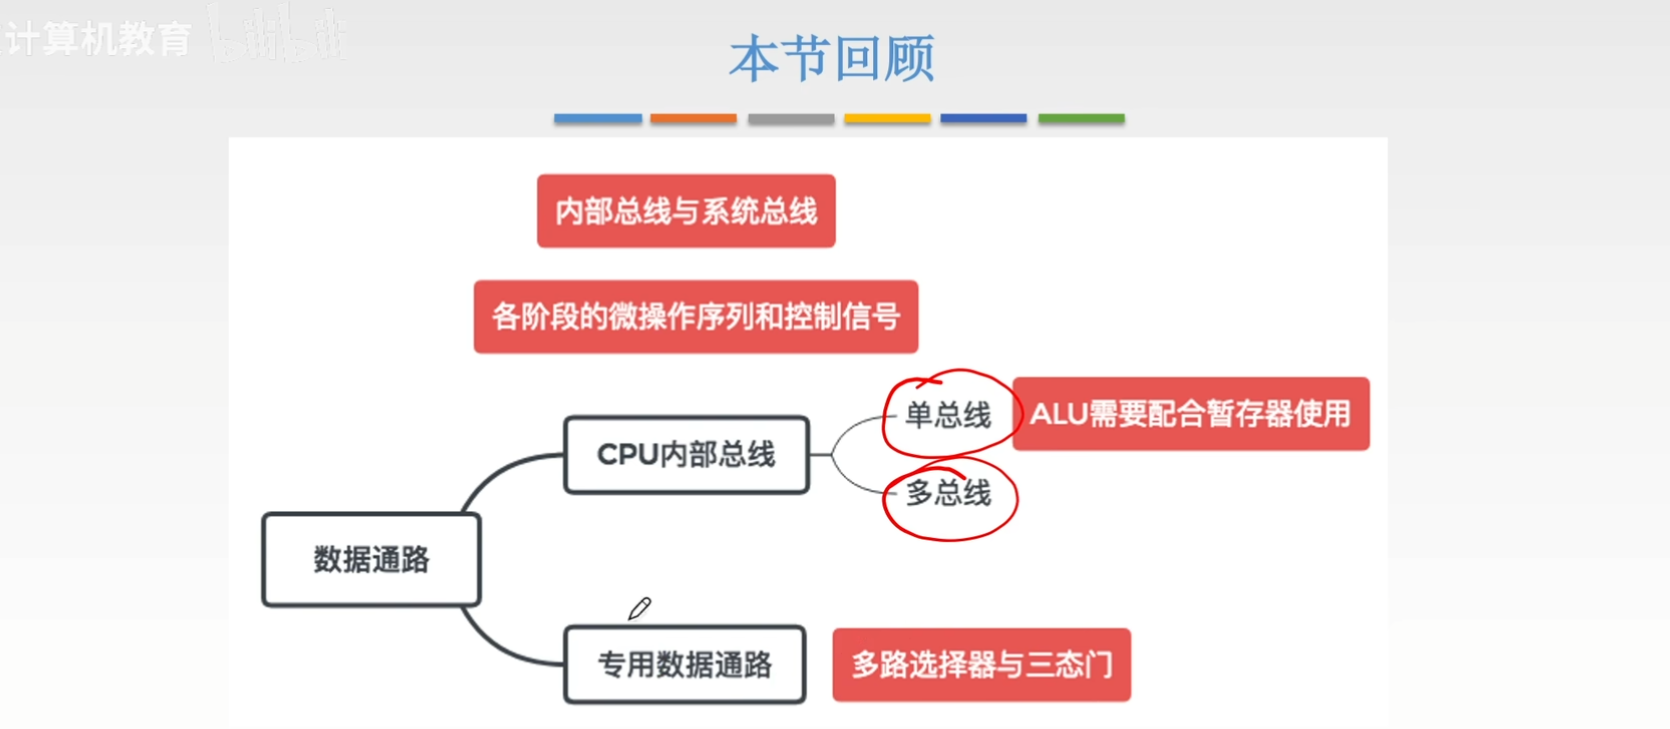 计算机教育 bilibili
本节回顾
内部总线与系统总线
各阶段的微操作序列和控制信号
单总线
ALU需要配合暂存器使用
CPU内部总线
多总线
数据通路
专用数据通路
多路选择器与三态门